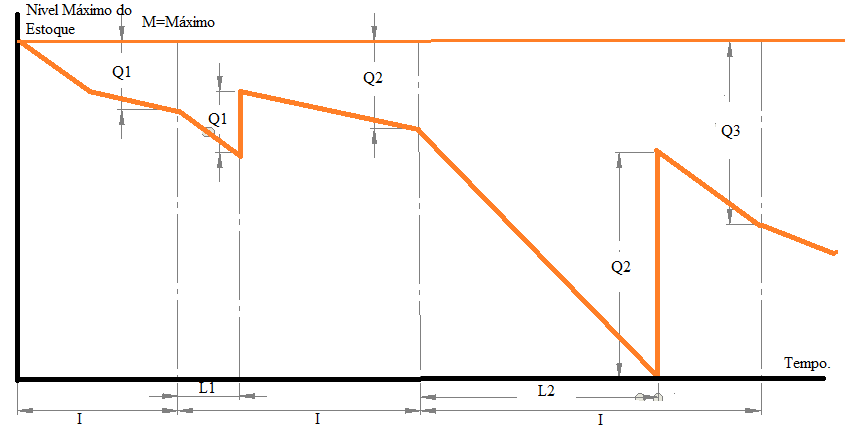 Nivel Máximo do
Estoque
M=Máximo
Q1
Q2
Q1
Q3
Q2
Tempo.
L1
L2
I
I
I